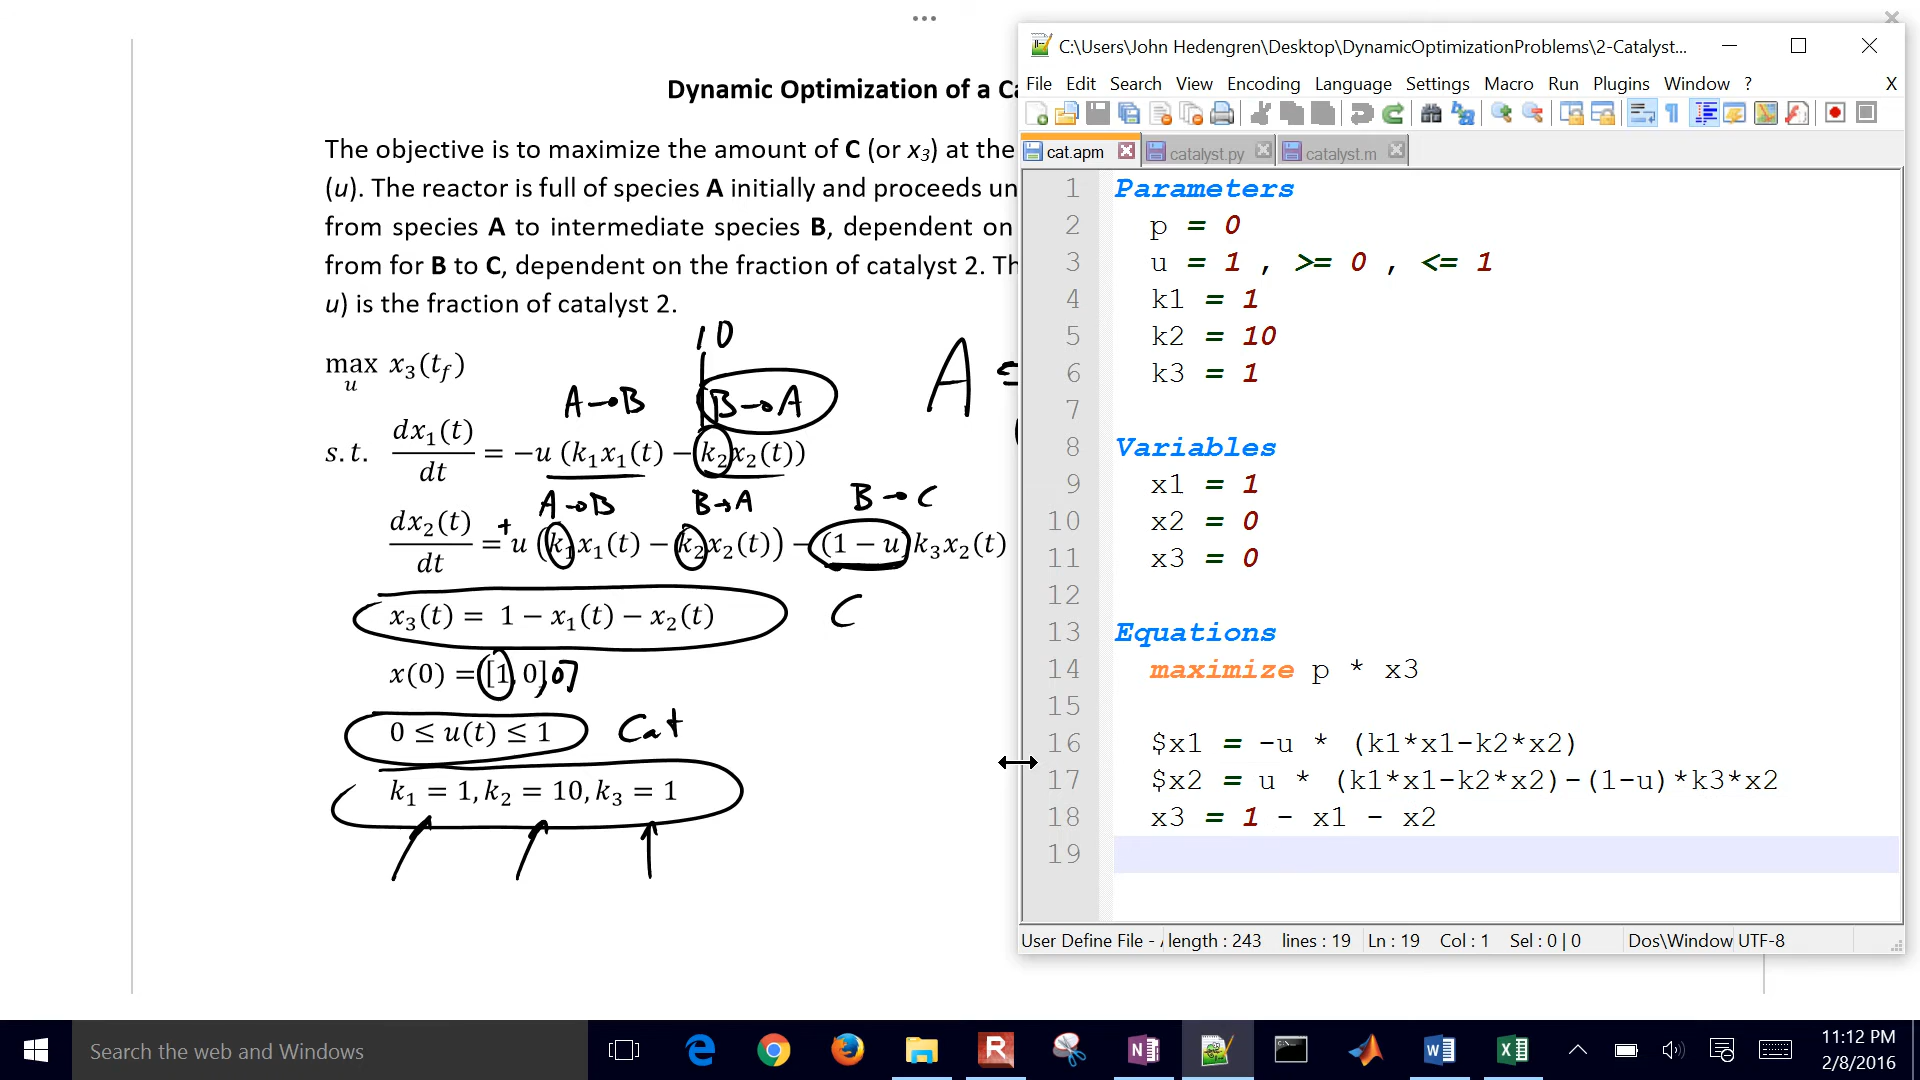 Dynamic Optimization of a Ca
The objective is to maximize the amount of C (or x₃) at the
(u). The reactor is full of species A initially and proceeds un
from species A to intermediate species B, dependent on
from for B to C, dependent on the fraction of catalyst 2. Th
u) is the fraction of catalyst 2.
10
max x₃(t_f)
u
A→B B→A A =
s.t. dx₁(t)/dt = −u (k₁x₁(t) − k₂x₂(t))
A→B B→A B→C
dx₂(t)/dt = + u (k₁x₁(t) − k₂x₂(t)) − (1 − u) k₃x₂(t)
x₃(t) = 1 − x₁(t) − x₂(t) C
x(0) = [1, 0], 0]
0 ≤ u(t) ≤ 1 Cat
k₁ = 1, k₂ = 10, k₃ = 1
C:\Users\John Hedengren\Desktop\DynamicOptimizationProblems\2-Catalyst...
File Edit Search View Encoding Language Settings Macro Run Plugins Window ? X
cat.apm catalyst.py catalyst.m
1 Parameters
2 p = 0
3 u = 1 , >= 0 , <= 1
4 k1 = 1
5 k2 = 10
6 k3 = 1
7
8 Variables
9 x1 = 1
10 x2 = 0
11 x3 = 0
12
13 Equations
14 maximize p * x3
15
16 $x1 = -u * (k1*x1-k2*x2)
17 $x2 = u * (k1*x1-k2*x2)-(1-u)*k3*x2
18 x3 = 1 - x1 - x2
19
User Define File - length : 243 lines : 19 Ln : 19 Col : 1 Sel : 0 | 0 Dos\Window UTF-8
Search the web and Windows
11:12 PM
2/8/2016